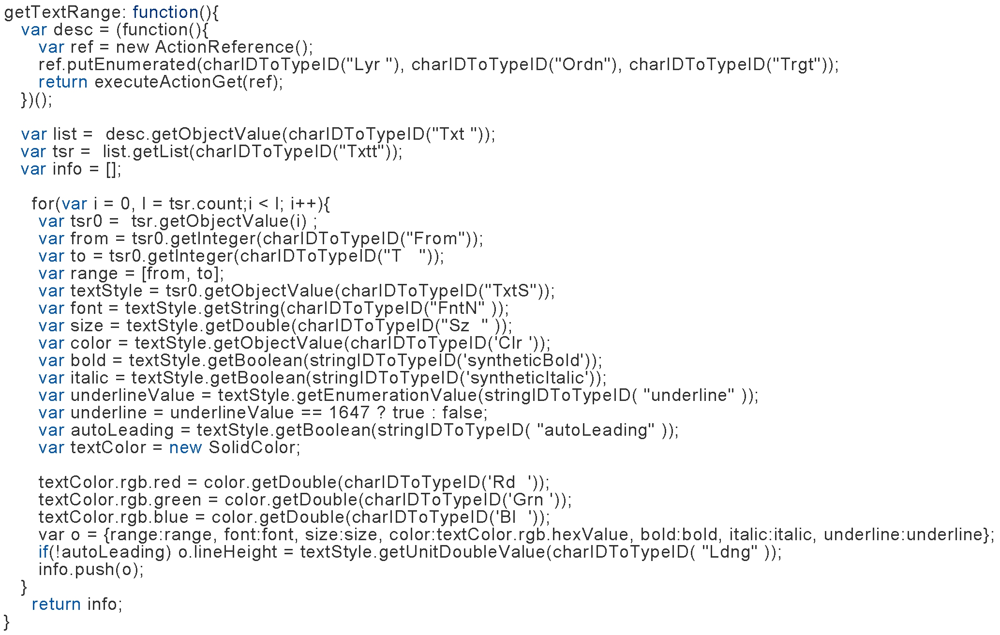 getTextRange: function(){
  var desc = (function(){
    var ref = new ActionReference();
    ref.putEnumerated(charIDToTypeID("Lyr "), charIDToTypeID("Ordn"), charIDToTypeID("Trgt"));
    return executeActionGet(ref);
  })();

  var list =  desc.getObjectValue(charIDToTypeID("Txt "));
  var tsr =  list.getList(charIDToTypeID("Txtt"));
  var info = [];

   for(var i = 0, l = tsr.count;i < l; i++){
    var tsr0 =  tsr.getObjectValue(i) ;
    var from = tsr0.getInteger(charIDToTypeID("From"));
    var to = tsr0.getInteger(charIDToTypeID("T   "));
    var range = [from, to];
    var textStyle = tsr0.getObjectValue(charIDToTypeID("TxtS"));
    var font = textStyle.getString(charIDToTypeID("FntN" ));
    var size = textStyle.getDouble(charIDToTypeID("Sz  " ));
    var color = textStyle.getObjectValue(charIDToTypeID('Clr '));
    var bold = textStyle.getBoolean(stringIDToTypeID('syntheticBold'));
    var italic = textStyle.getBoolean(stringIDToTypeID('syntheticItalic'));
    var underlineValue = textStyle.getEnumerationValue(stringIDToTypeID( "underline" ));
    var underline = underlineValue == 1647 ? true : false;
    var autoLeading = textStyle.getBoolean(stringIDToTypeID( "autoLeading" ));
    var textColor = new SolidColor;

    textColor.rgb.red = color.getDouble(charIDToTypeID('Rd  '));
    textColor.rgb.green = color.getDouble(charIDToTypeID('Grn '));
    textColor.rgb.blue = color.getDouble(charIDToTypeID('Bl  '));
    var o = {range:range, font:font, size:size, color:textColor.rgb.hexValue, bold:bold, italic:italic, underline:underline};
    if(!autoLeading) o.lineHeight = textStyle.getUnitDoubleValue(charIDToTypeID( "Ldng" ));
    info.push(o);
  }
   return info;
}